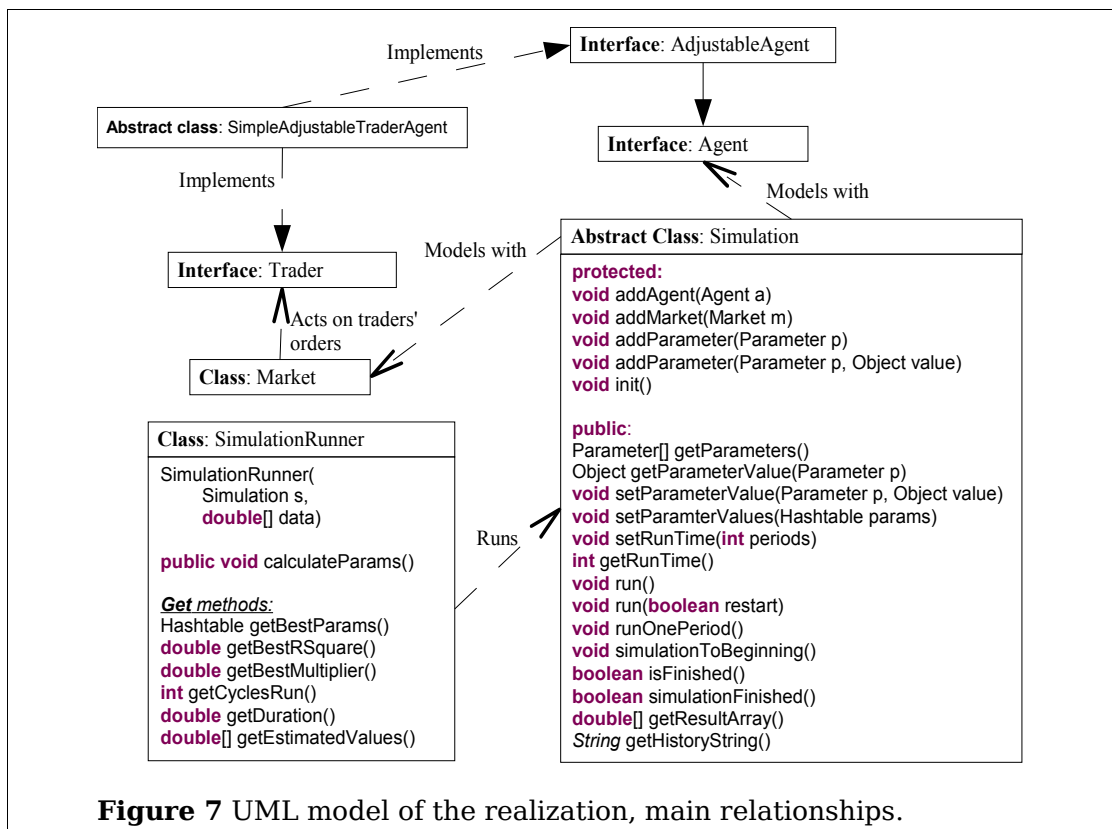 Implements
Interface: AdjustableAgent
Abstract class: SimpleAdjustableTraderAgent
Interface: Agent
Implements
Models with
Models with
Interface: Trader
Acts on traders'
orders
Class: Market
Abstract Class: Simulation
protected:
void addAgent(Agent a)
void addMarket(Market m)
void addParameter(Parameter p)
void addParameter(Parameter p, Object value)
void init()
public:
Parameter[] getParameters()
Object getParameterValue(Parameter p)
void setParameterValue(Parameter p, Object value)
void setParamterValues(Hashtable params)
void setRunTime(int periods)
int getRunTime()
void run()
void run(boolean restart)
void runOnePeriod()
void simulationToBeginning()
boolean isFinished()
boolean simulationFinished()
double[] getResultArray()
String getHistoryString()
Class: SimulationRunner
SimulationRunner(
Simulation s,
double[] data)
public void calculateParams()
Get methods:
Hashtable getBestParams()
double getBestRSquare()
double getBestMultiplier()
int getCyclesRun()
double getDuration()
double[] getEstimatedValues()
Runs
Figure 7 UML model of the realization, main relationships.